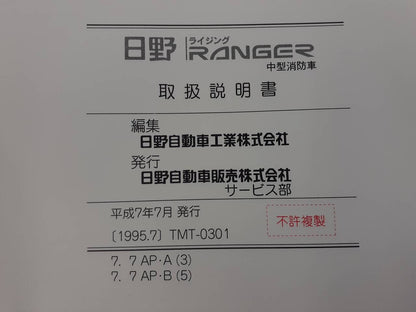 日野 ライジング RANGER
中型消防車
取扱説明書
編集
日野自動車工業株式会社
発行
日野自動車販売株式会社
サービス部
平成7年7月 発行
〔1995.7〕 TMT-0301
不許複製
7. 7 AP·A (3)
7. 7 AP·B (5)